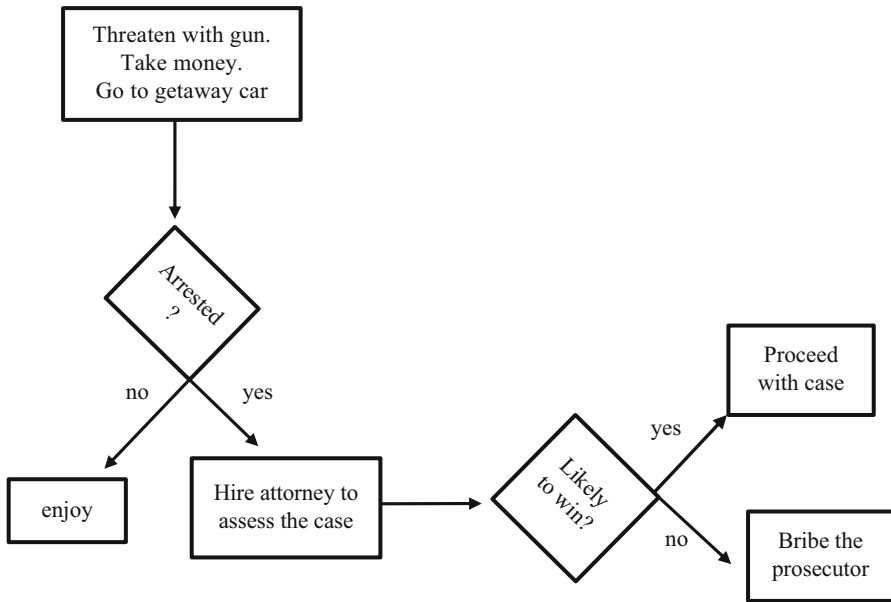 Threaten with gun.
Take money.
Go to getaway car
Arrested
?
no
yes
enjoy
Hire attorney to
assess the case
Likely
to win?
yes
no
Proceed
with case
Bribe the
prosecutor